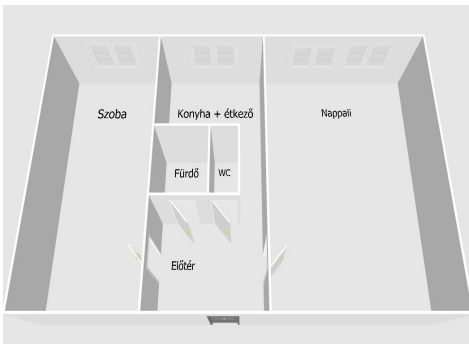 Szoba
Konyha + étkező
Nappali
Fürdő
WC
Előtér